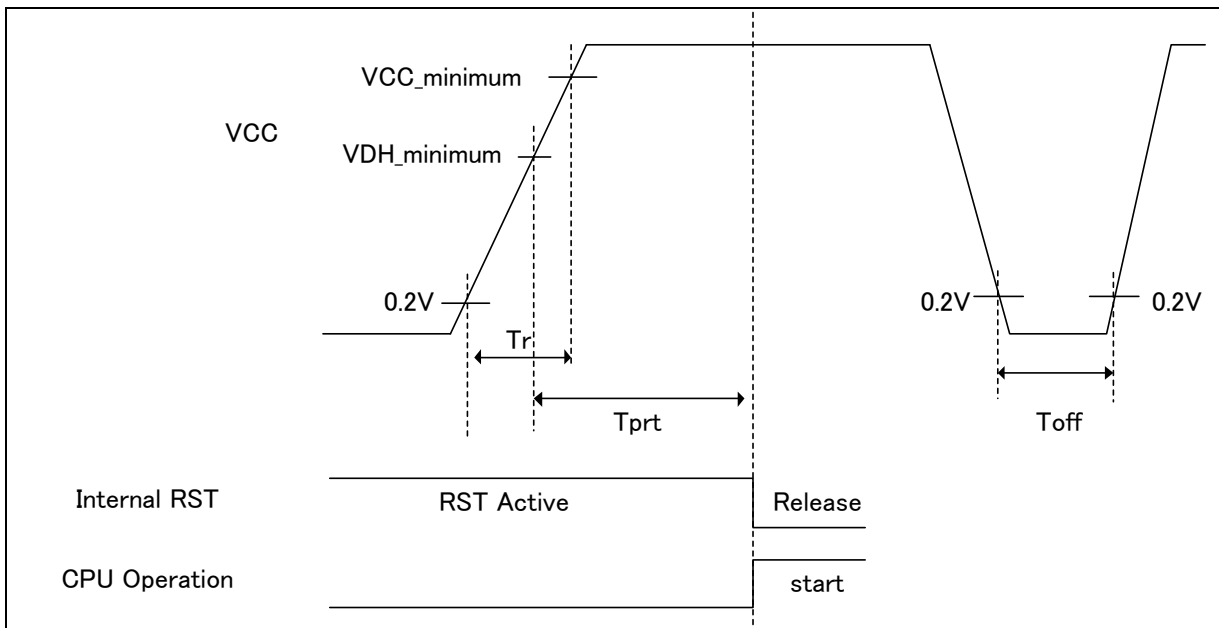 VCC_minimum
VCC
VDH_minimum
0.2V
0.2V
0.2V
Tr
Tprt
Toff
Internal RST
RST Active
Release
CPU Operation
start